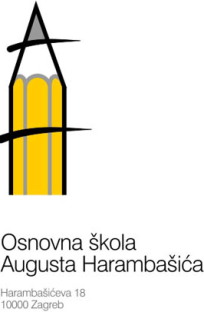 Osnovna škola
Augusta Harambašića
Harambašićeva 18
10000 Zagreb